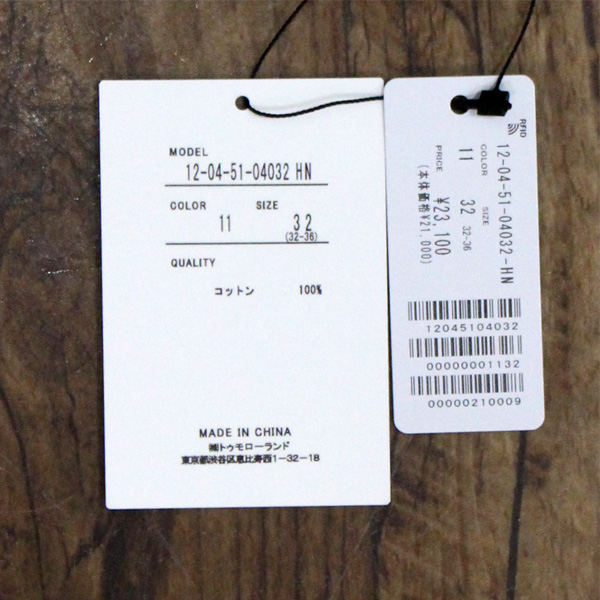 MODEL
12-04-51-04032 HN
COLOR SIZE
11 32
(32-36)
QUALITY
コットン 100%
MADE IN CHINA
㈱トゥモローランド
東京都渋谷区恵比寿西1-32-18
RFID
12-04-51-04032-HN
COLOR SIZE
11 32 32-36
PRICE
¥23,100
(本体価格¥21,000)
12045104032
00000001132
00000210009